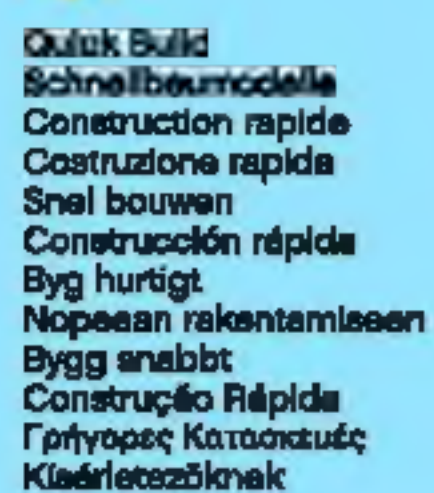 Quick Build
Schnellbaumodelle
Construction rapide
Costruzione rapida
Snel bouwen
Construcción rápida
Byg hurtigt
Nopeaan rakentamiseen
Bygg snabbt
Construção Rápida
Γρήγορες Κατασκευές
Kísérletezőknek